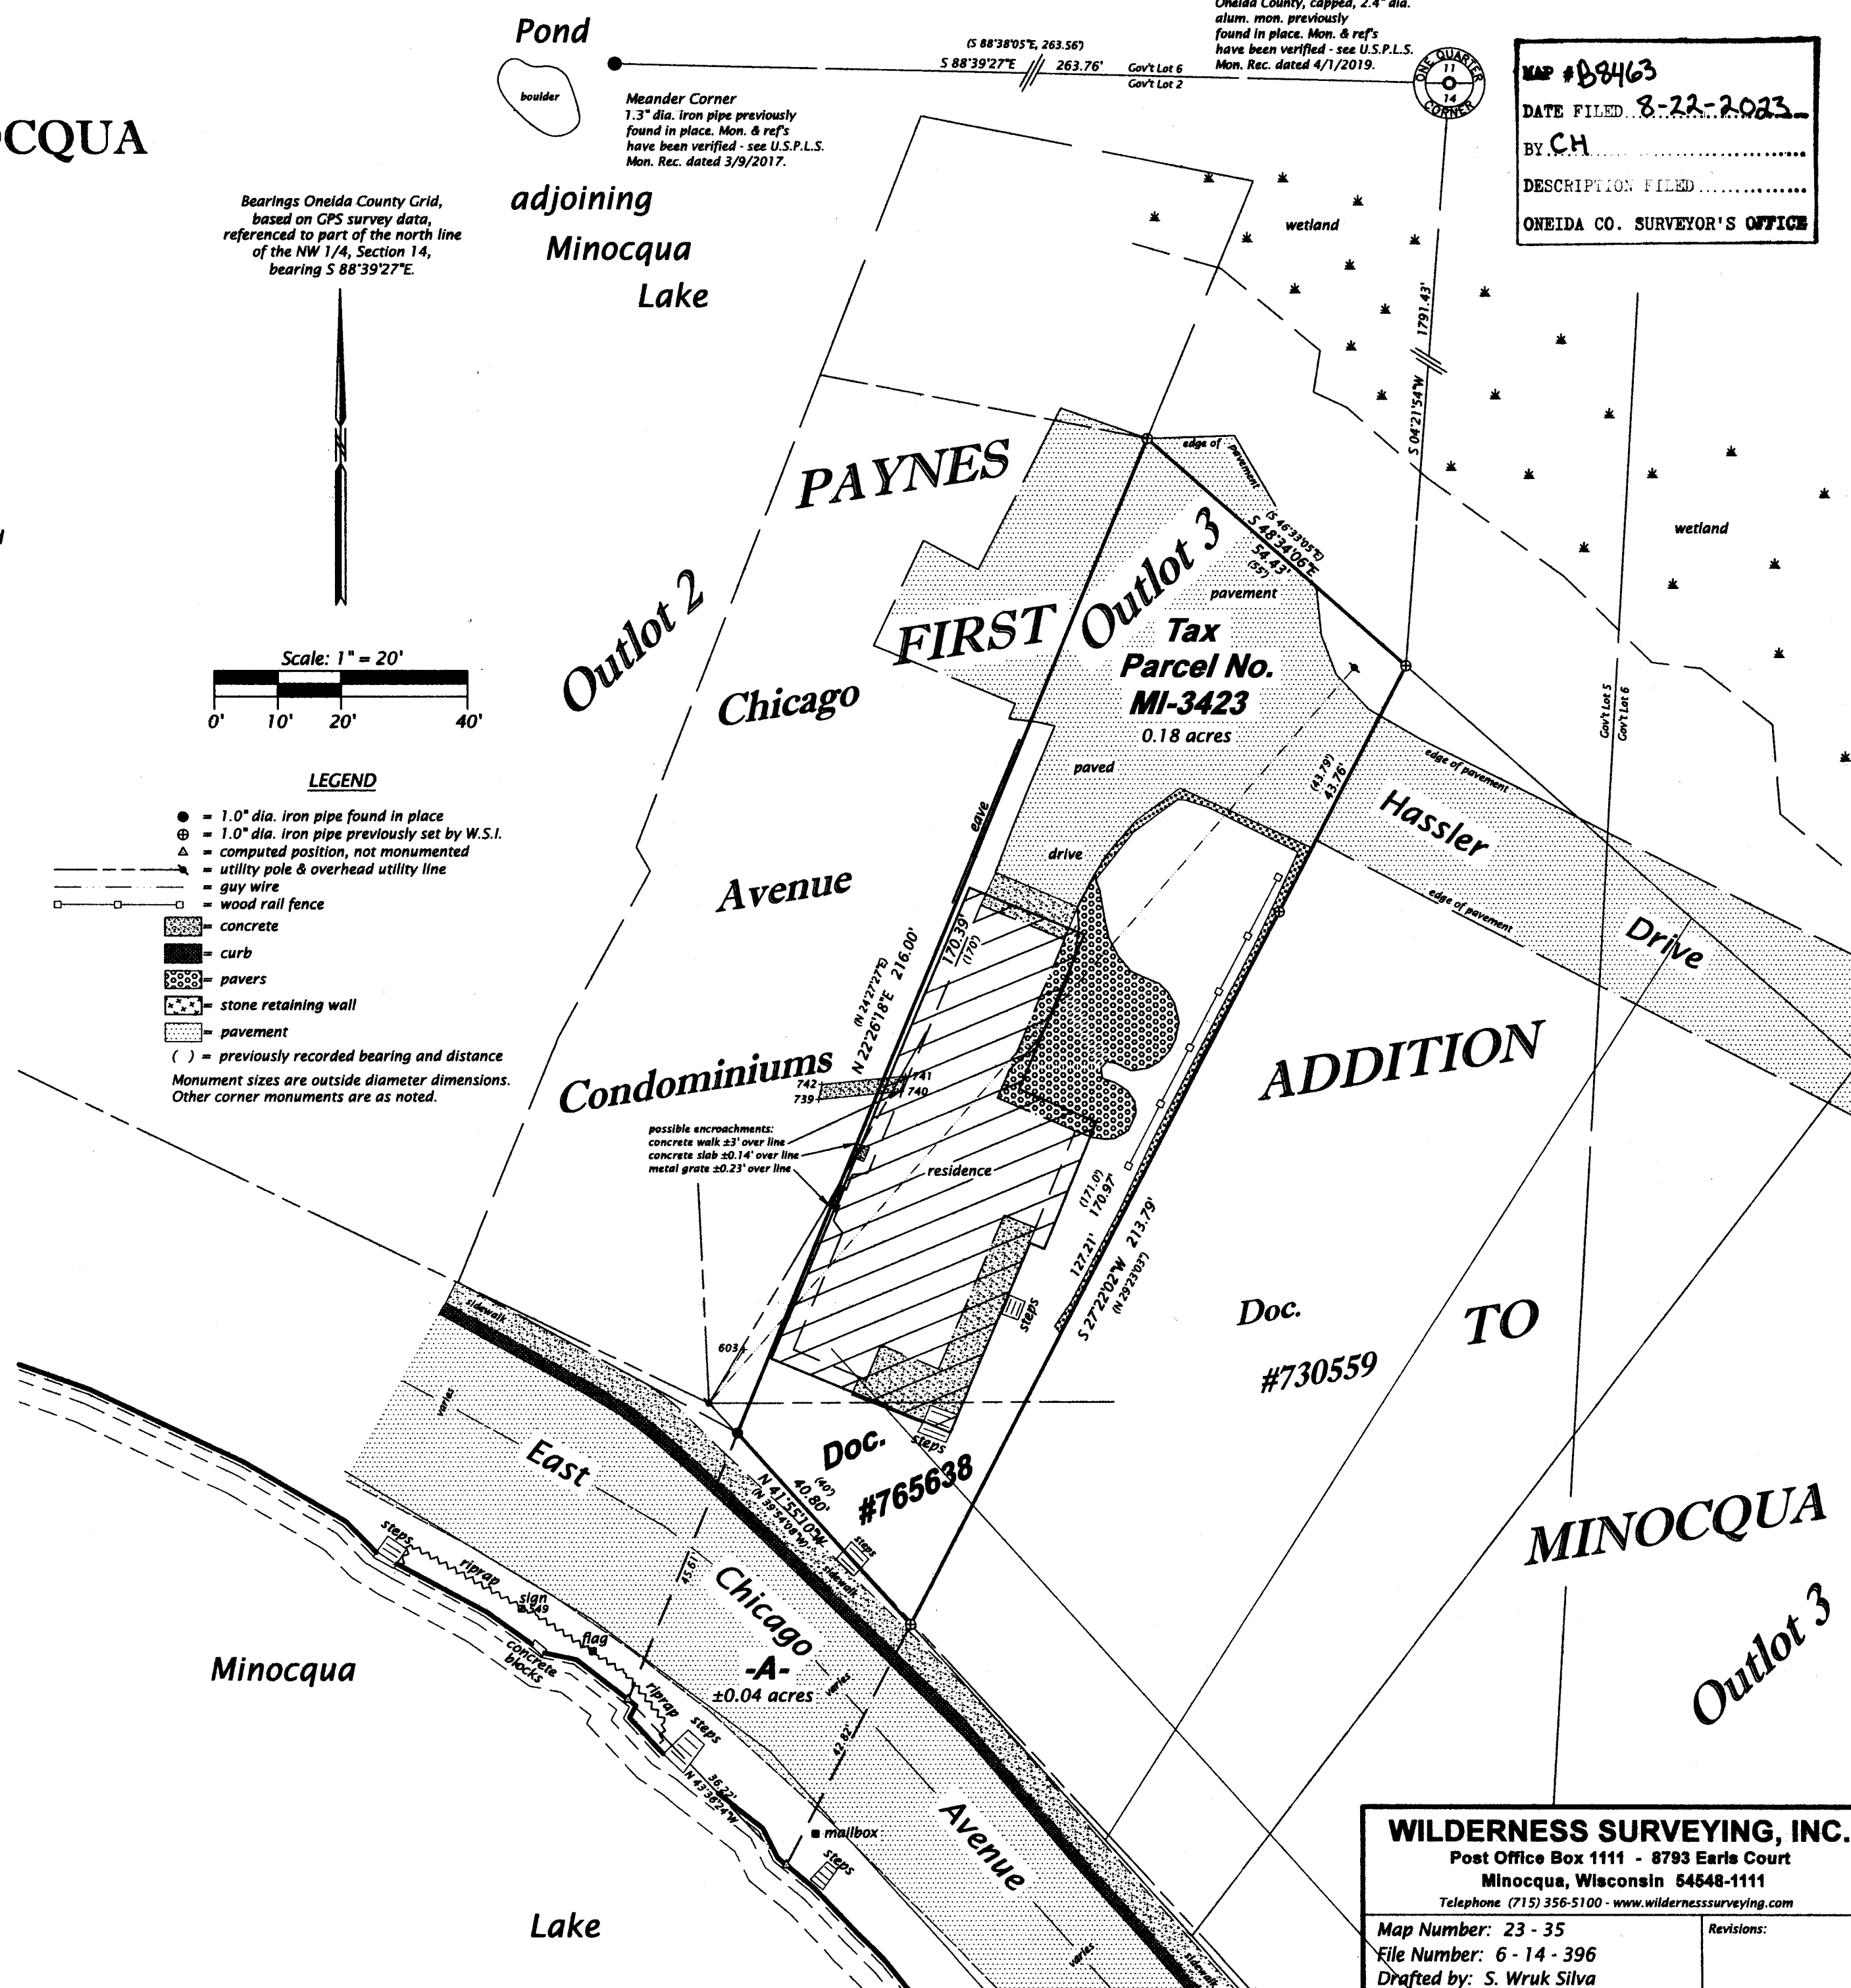 Pond
boulder
Meander Corner
1.3" dia. iron pipe previously
found in place. Mon. & ref's
have been verified - see U.S.P.L.S.
Mon. Rec. dated 3/9/2017.
(S 88°38'05"E, 263.56')
S 88°39'27"E 263.76'
Gov't Lot 6
Gov't Lot 2
Oneida County, capped, 2.4" dia.
alum. mon. previously
found in place. Mon. & ref's
have been verified - see U.S.P.L.S.
Mon. Rec. dated 4/1/2019.
ONE QUARTER
11
14
CORNER
MAP #B8463
DATE FILED 8-22-2023
BY CH
DESCRIPTION FILED
ONEIDA CO. SURVEYOR'S OFFICE
OCQUA
adjoining
Minocqua
Lake
Bearings Oneida County Grid,
based on GPS survey data,
referenced to part of the north line
of the NW 1/4, Section 14,
bearing S 88°39'27"E.
N
Scale: 1" = 20'
0' 10' 20' 40'
LEGEND
= 1.0" dia. iron pipe found in place
= 1.0" dia. iron pipe previously set by W.S.I.
= computed position, not monumented
= utility pole & overhead utility line
= guy wire
= wood rail fence
= concrete
= curb
= pavers
= stone retaining wall
= pavement
( ) = previously recorded bearing and distance
Monument sizes are outside diameter dimensions.
Other corner monuments are as noted.
wetland
S 04°21'54"W 1791.43'
wetland
Gov't Lot 5
Gov't Lot 6
PAYNES
FIRST
ADDITION
TO
MINOCQUA
Outlot 2
Outlot 3
edge of pavement
(S 46°33'05"E)
S 48°34'06"E
54.43'
(55')
pavement
Tax
Parcel No.
MI-3423
0.18 acres
paved
drive
(43.79')
43.76'
Hassler
Drive
edge of pavement
edge of pavement
Chicago
Avenue
Condominiums
eave
170.39'
(170')
(N 24°27'27"E)
N 22°26'18"E 216.00'
742
739
741
740
possible encroachments:
concrete walk ±3' over line
concrete slab ±0.14' over line
metal grate ±0.23' over line
residence
(171.0')
170.97'
127.21'
S 27°22'02"W 213.79'
(N 29°23'03")
steps
603
steps
Doc.
#730559
Doc.
#765638
(40')
40.80'
N 41°55'10"W
(N 39°54'08"W)
steps
sidewalk
sidewalk
varies
East
Chicago
Avenue
45.61'
-A-
±0.04 acres
varies
42.82'
steps
riprap
sign
549
flag
concrete
blocks
riprap
steps
36.22'
N 43°38'24"W
mailbox
steps
varies
sidewalk
Minocqua
Lake
Outlot 3
WILDERNESS SURVEYING, INC.
Post Office Box 1111 - 8793 Earls Court
Minocqua, Wisconsin 54548-1111
Telephone (715) 356-5100 - www.wildernesssurveying.com
Map Number: 23 - 35
File Number: 6 - 14 - 396
Drafted by: S. Wruk Silva
Revisions: